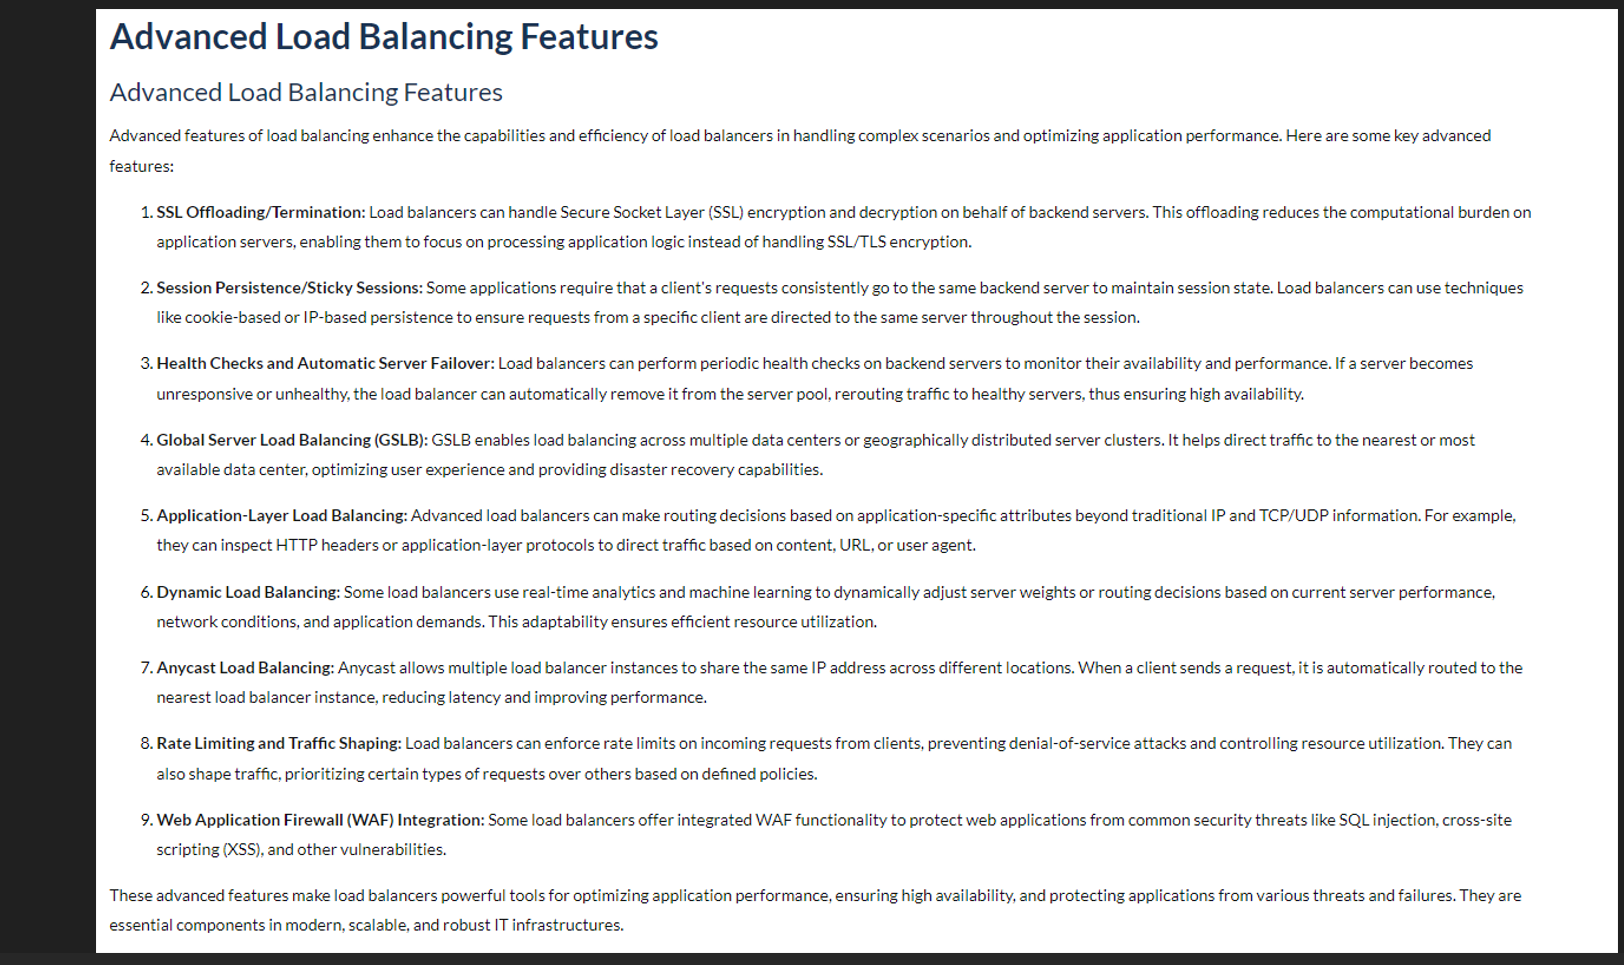 Advanced Load Balancing Features
Advanced Load Balancing Features
Advanced features of load balancing enhance the capabilities and efficiency of load balancers in handling complex scenarios and optimizing application performance. Here are some key advanced
features:
1. SSL Offloading/Termination: Load balancers can handle Secure Socket Layer (SSL) encryption and decryption on behalf of backend servers. This offloading reduces the computational burden on
application servers, enabling them to focus on processing application logic instead of handling SSL/TLS encryption.
2. Session Persistence/Sticky Sessions: Some applications require that a client's requests consistently go to the same backend server to maintain session state. Load balancers can use techniques
like cookie-based or IP-based persistence to ensure requests from a specific client are directed to the same server throughout the session.
3. Health Checks and Automatic Server Failover: Load balancers can perform periodic health checks on backend servers to monitor their availability and performance. If a server becomes
unresponsive or unhealthy, the load balancer can automatically remove it from the server pool, rerouting traffic to healthy servers, thus ensuring high availability.
4. Global Server Load Balancing (GSLB): GSLB enables load balancing across multiple data centers or geographically distributed server clusters. It helps direct traffic to the nearest or most
available data center, optimizing user experience and providing disaster recovery capabilities.
5. Application-Layer Load Balancing: Advanced load balancers can make routing decisions based on application-specific attributes beyond traditional IP and TCP/UDP information. For example,
they can inspect HTTP headers or application-layer protocols to direct traffic based on content, URL, or user agent.
6. Dynamic Load Balancing: Some load balancers use real-time analytics and machine learning to dynamically adjust server weights or routing decisions based on current server performance,
network conditions, and application demands. This adaptability ensures efficient resource utilization.
7. Anycast Load Balancing: Anycast allows multiple load balancer instances to share the same IP address across different locations. When a client sends a request, it is automatically routed to the
nearest load balancer instance, reducing latency and improving performance.
8. Rate Limiting and Traffic Shaping: Load balancers can enforce rate limits on incoming requests from clients, preventing denial-of-service attacks and controlling resource utilization. They can
also shape traffic, prioritizing certain types of requests over others based on defined policies.
9. Web Application Firewall (WAF) Integration: Some load balancers offer integrated WAF functionality to protect web applications from common security threats like SQL injection, cross-site
scripting (XSS), and other vulnerabilities.
These advanced features make load balancers powerful tools for optimizing application performance, ensuring high availability, and protecting applications from various threats and failures. They are
essential components in modern, scalable, and robust IT infrastructures.